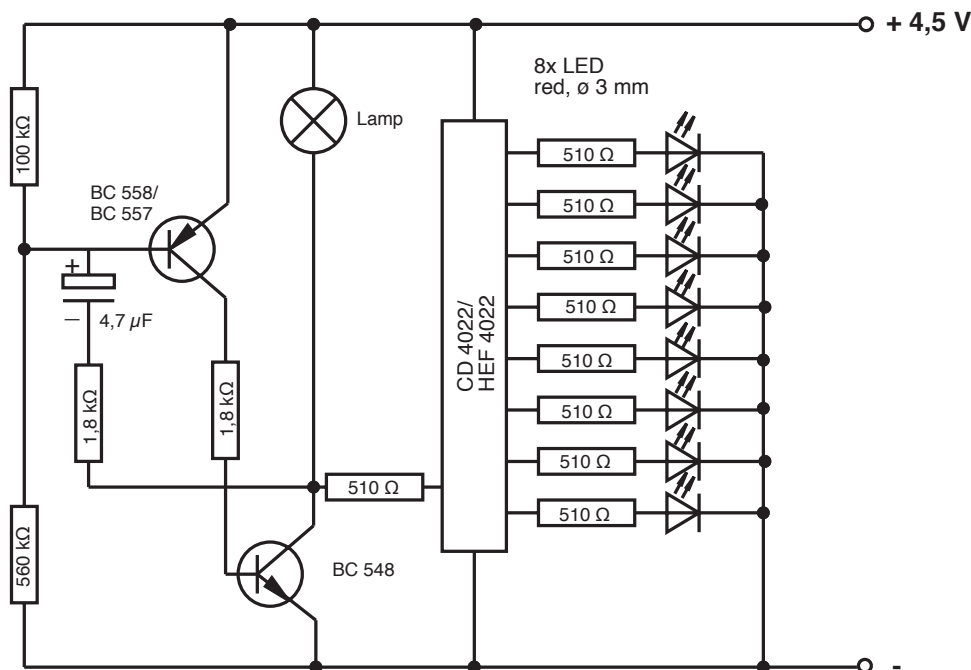 + 4,5 V
8x LED
red, ø 3 mm
Lamp
100 kΩ
BC 558/
BC 557
+
–
4,7 µF
1,8 kΩ
1,8 kΩ
560 kΩ
510 Ω
BC 548
CD 4022/
HEF 4022
510 Ω
510 Ω
510 Ω
510 Ω
510 Ω
510 Ω
510 Ω
510 Ω
-